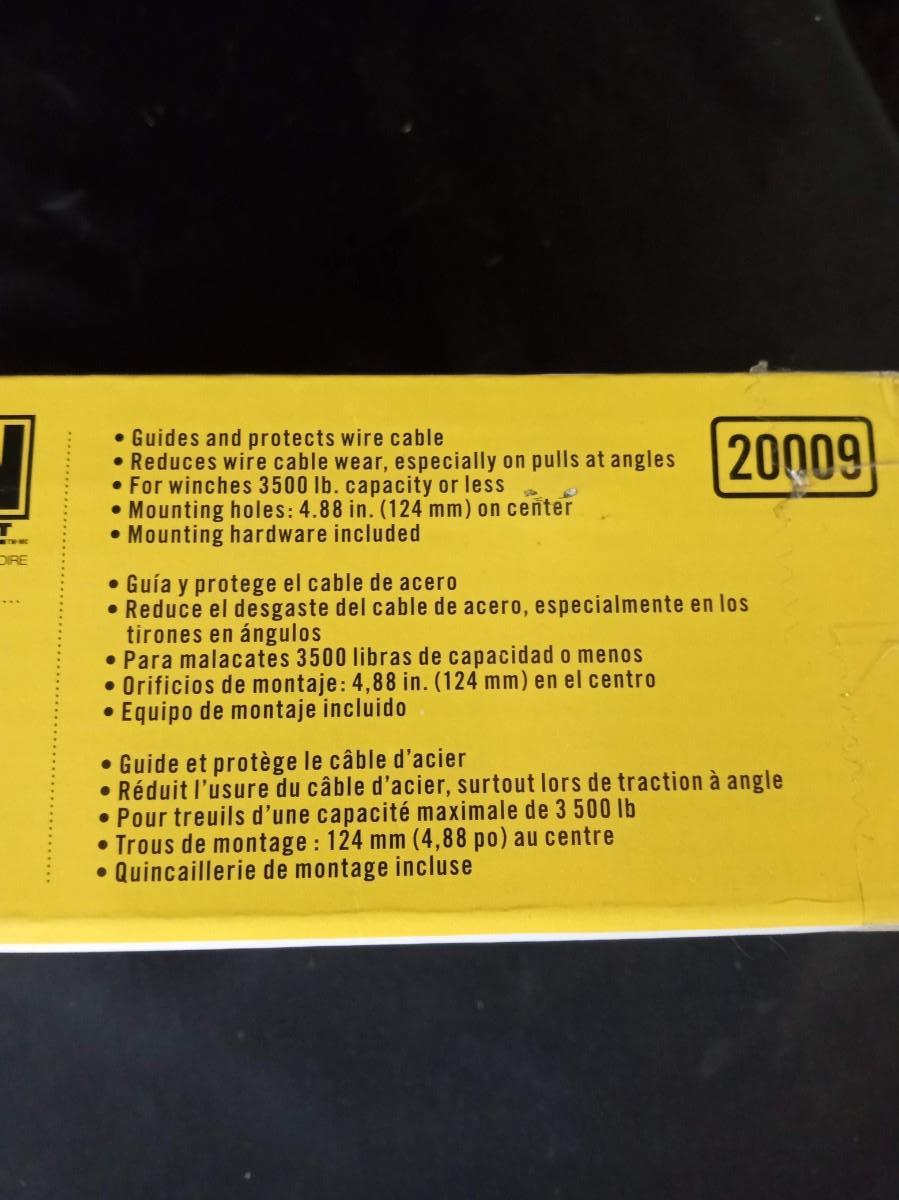 T
TM-MC
OIRE
• Guides and protects wire cable
• Reduces wire cable wear, especially on pulls at angles
• For winches 3500 lb. capacity or less
• Mounting holes: 4.88 in. (124 mm) on center
• Mounting hardware included
20009
• Guía y protege el cable de acero
• Reduce el desgaste del cable de acero, especialmente en los
tirones en ángulos
• Para malacates 3500 libras de capacidad o menos
• Orificios de montaje: 4,88 in. (124 mm) en el centro
• Equipo de montaje incluido
• Guide et protège le câble d'acier
• Réduit l'usure du câble d'acier, surtout lors de traction à angle
• Pour treuils d'une capacité maximale de 3 500 lb
• Trous de montage : 124 mm (4,88 po) au centre
• Quincaillerie de montage incluse